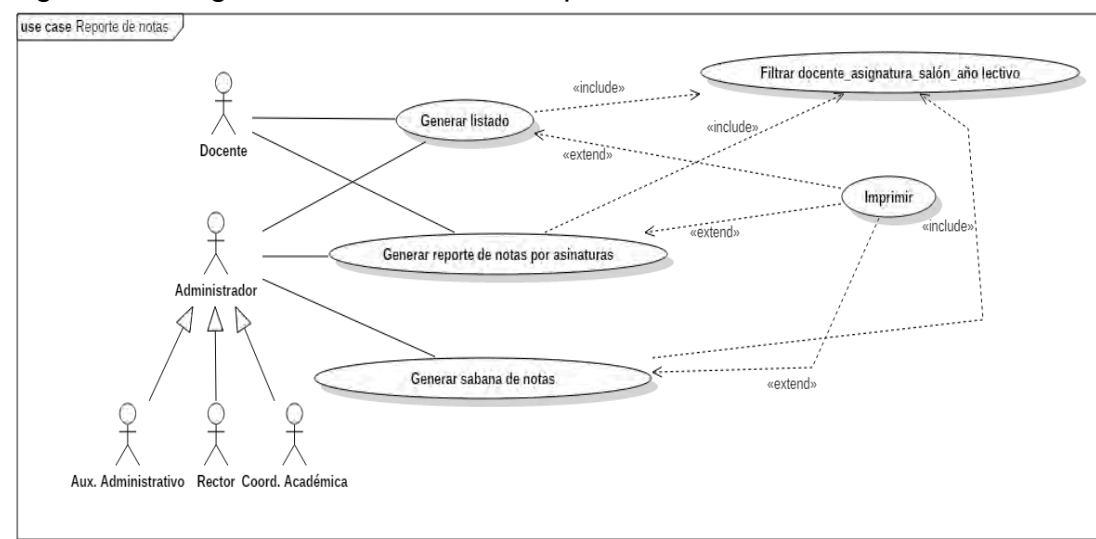 use case Reporte de notas
Filtrar docente_asignatura_salón_año lectivo
«include»
Generar listado
«include»
Docente
«extend»
Imprimir
«include»
«extend»
Generar reporte de notas por asinaturas
Administrador
Generar sabana de notas
«extend»
Aux. Administrativo
Rector
Coord. Académica